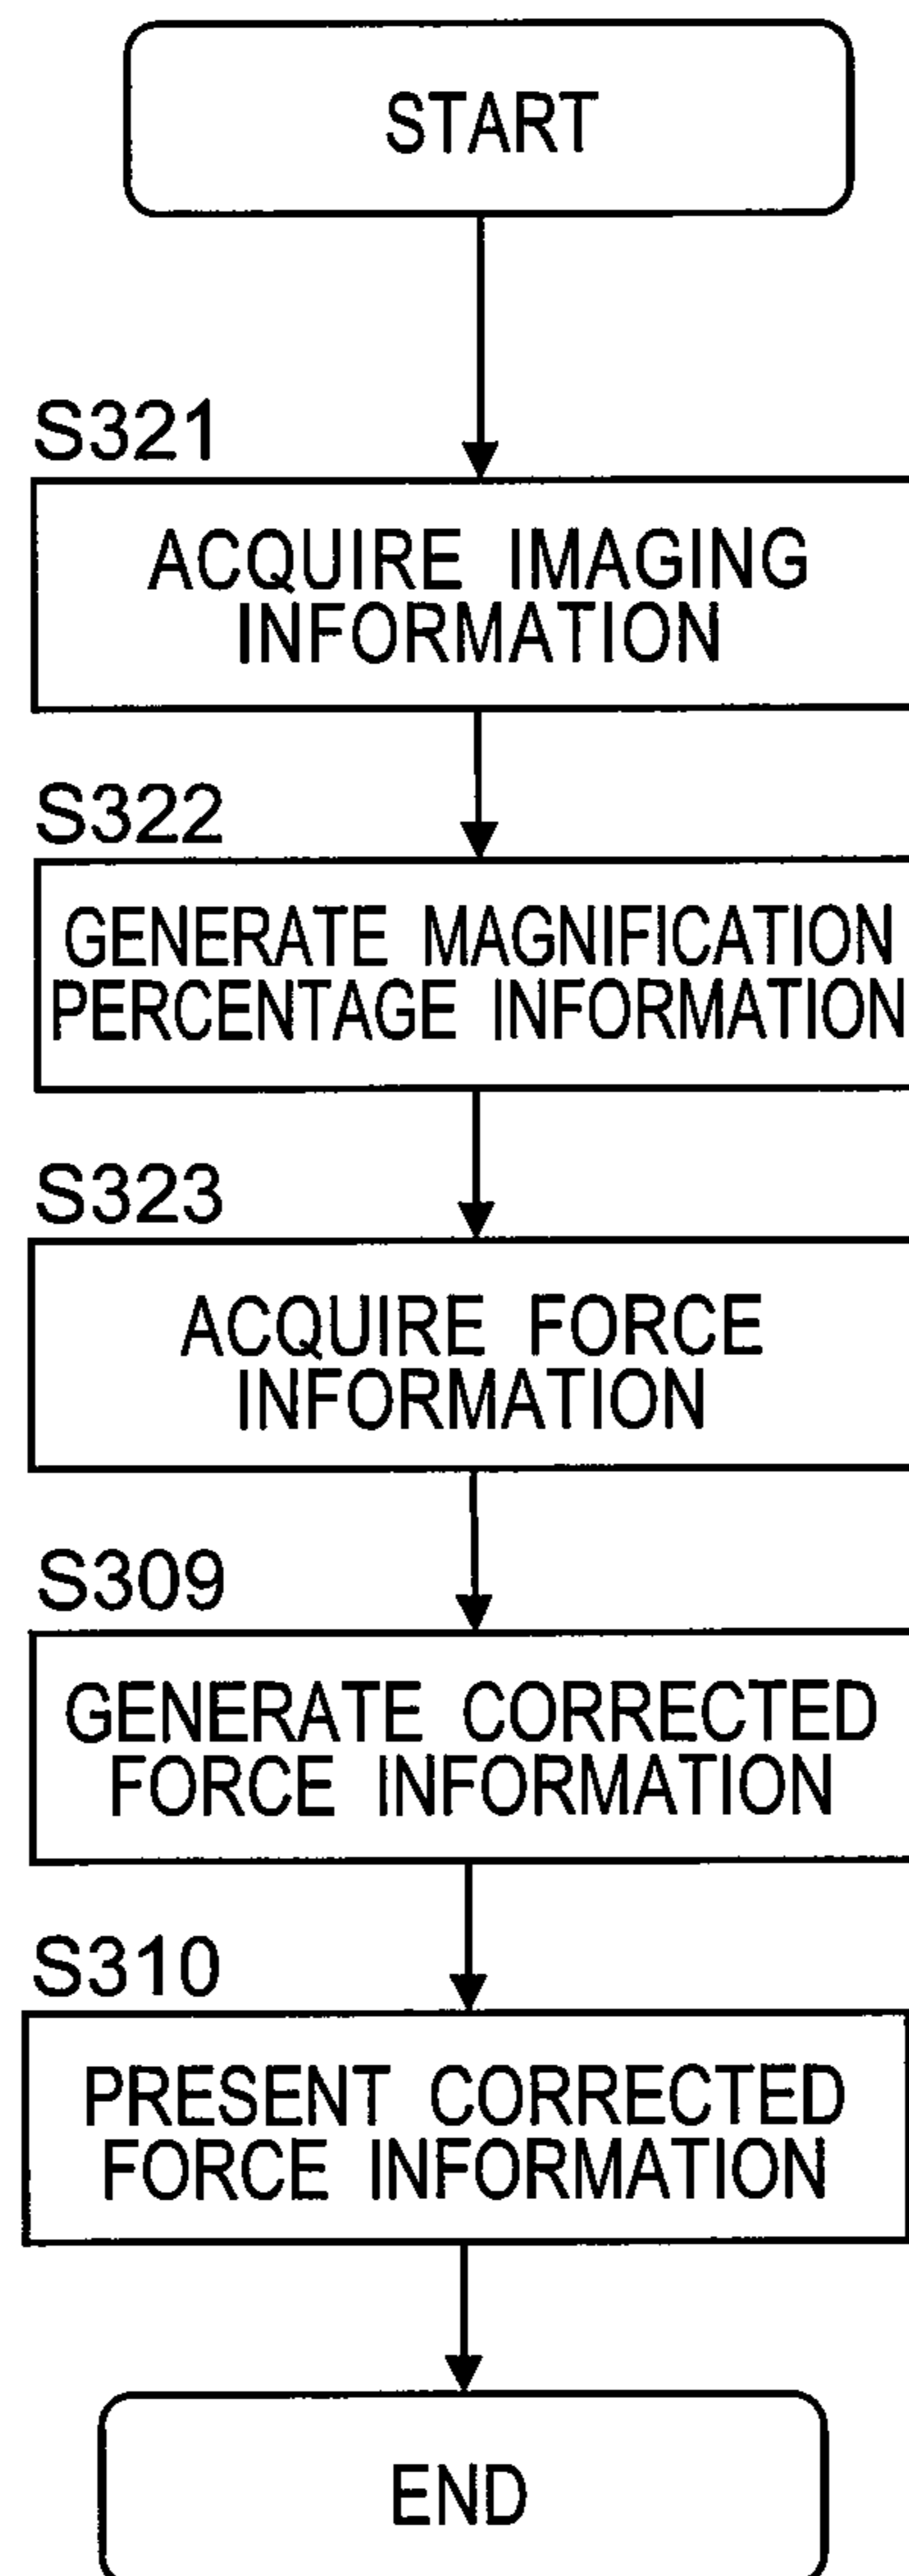 START
S321
ACQUIRE IMAGING
INFORMATION
S322
GENERATE MAGNIFICATION
PERCENTAGE INFORMATION
S323
ACQUIRE FORCE
INFORMATION
S309
GENERATE CORRECTED
FORCE INFORMATION
S310
PRESENT CORRECTED
FORCE INFORMATION
END